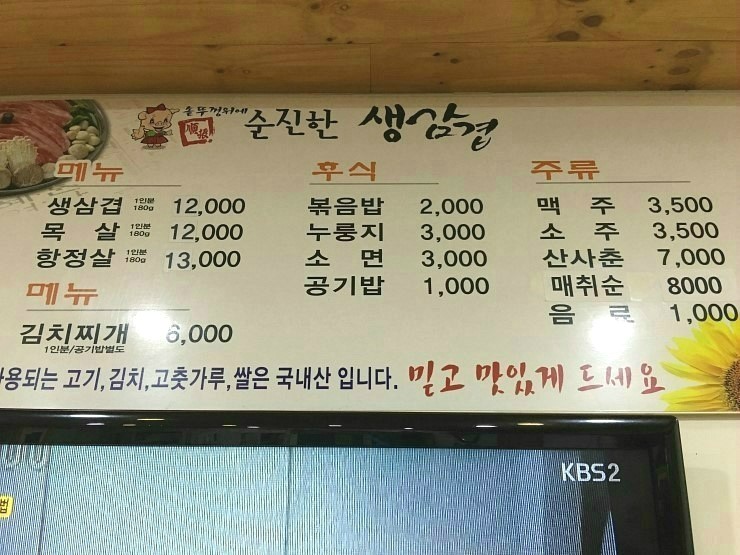 솥뚜껑위에 순진한 생삼겹
메뉴
생삼겹 1인분 180g 12,000
목 살 1인분 180g 12,000
항정살 1인분 180g 13,000
메뉴
김치찌개 6,000
1인분/공기밥별도
후식
볶음밥 2,000
누룽지 3,000
소 면 3,000
공기밥 1,000
주류
맥 주 3,500
소 주 3,500
산사춘 7,000
매취순 8000
음 료 1,000
사용되는 고기,김치,고춧가루,쌀은 국내산 입니다. 믿고 맛있게 드세요
KBS2